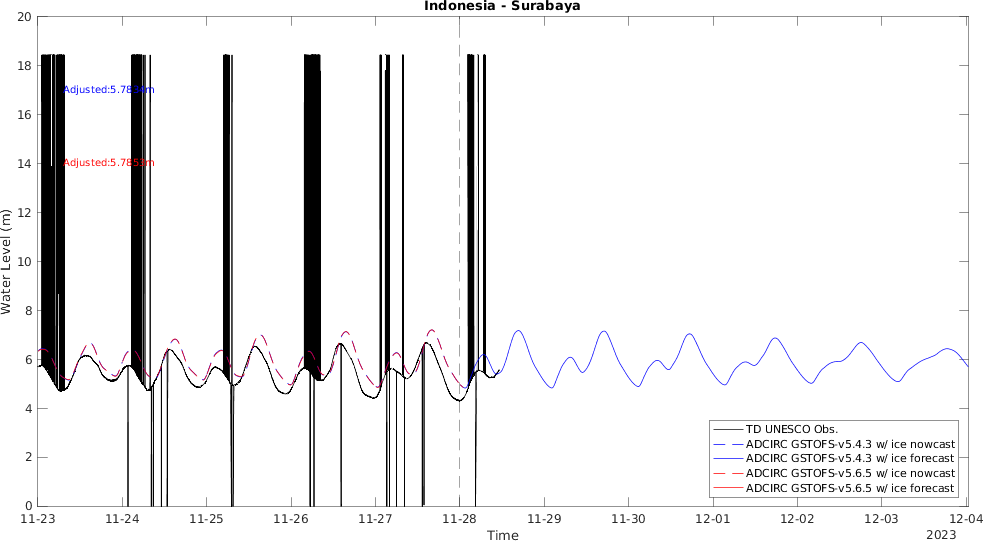 Indonesia - Surabaya
20
18
16
14
12
10
8
6
4
2
0
Water Level (m)
Adjusted:5.78
m
Adjusted:5.785
m
TD UNESCO Obs.
ADCIRC GSTOFS-v5.4.3 w/ ice nowcast
ADCIRC GSTOFS-v5.4.3 w/ ice forecast
ADCIRC GSTOFS-v5.6.5 w/ ice nowcast
ADCIRC GSTOFS-v5.6.5 w/ ice forecast
11-23 11-24 11-25 11-26 11-27 11-28 11-29 11-30 12-01 12-02 12-03 12-04
Time 2023